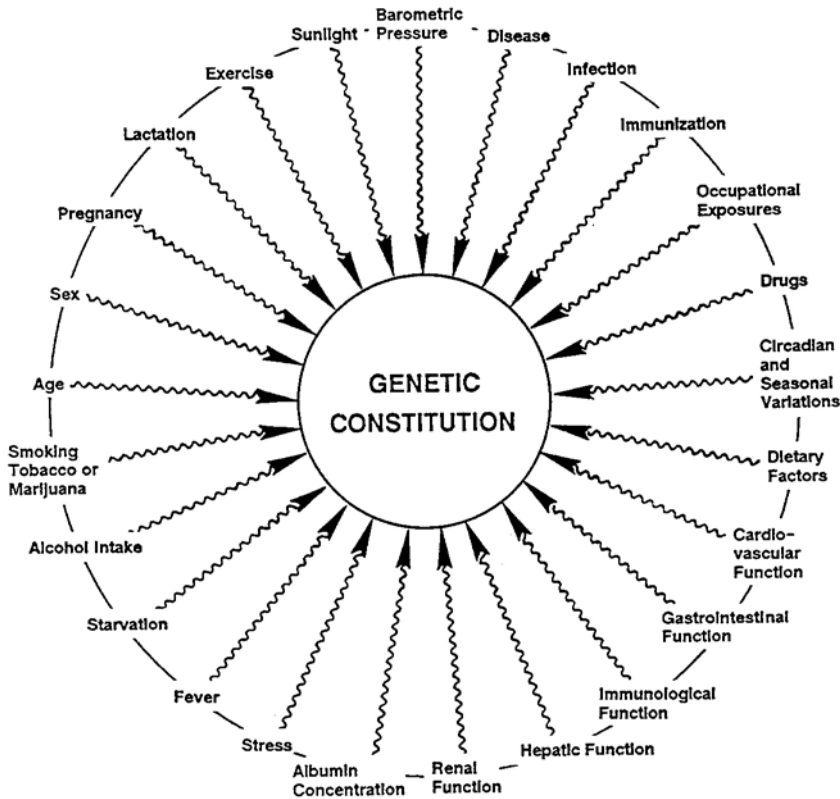 Barometric
Pressure
Disease
Infection
Immunization
Occupational
Exposures
Drugs
Circadian
and
Seasonal
Variations
Dietary
Factors
Cardio-
vascular
Function
Gastrointestinal
Function
Immunological
Function
Hepatic Function
Renal
Function
Albumin
Concentration
Stress
Fever
Starvation
Alcohol Intake
Smoking
Tobacco or
Marijuana
Age
Sex
Pregnancy
Lactation
Exercise
Sunlight
GENETIC
CONSTITUTION